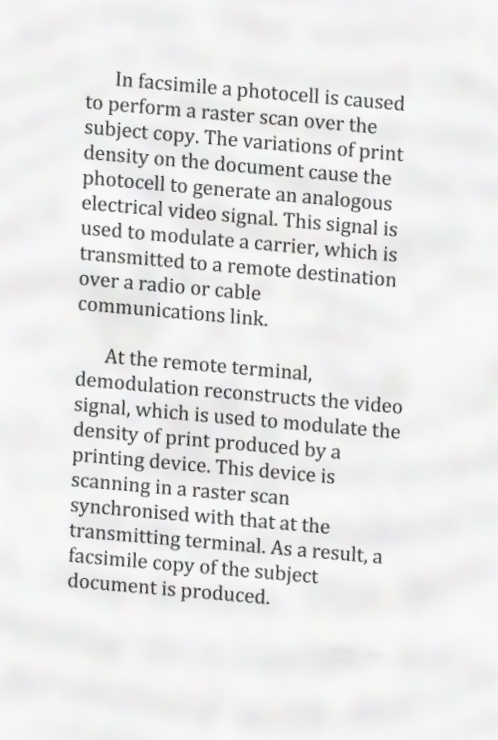 In facsimile a photocell is caused
to perform a raster scan over the
subject copy. The variations of print
density on the document cause the
photocell to generate an analogous
electrical video signal. This signal is
used to modulate a carrier, which is
transmitted to a remote destination
over a radio or cable
communications link.
At the remote terminal,
demodulation reconstructs the video
signal, which is used to modulate the
density of print produced by a
printing device. This device is
scanning in a raster scan
synchronised with that at the
transmitting terminal. As a result, a
facsimile copy of the subject
document is produced.